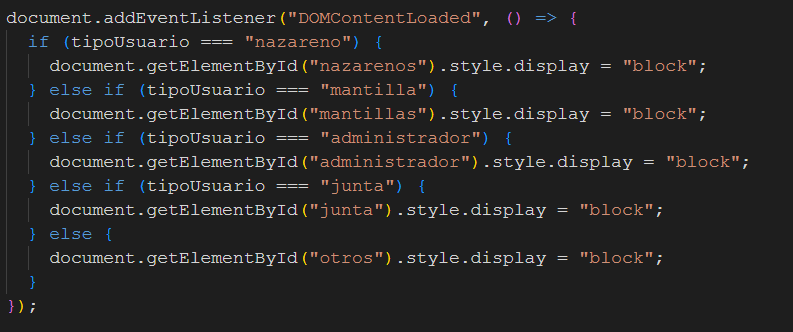 document.addEventListener("DOMContentLoaded", () => {
  if (tipoUsuario === "nazareno") {
    document.getElementById("nazarenos").style.display = "block";
  } else if (tipoUsuario === "mantilla") {
    document.getElementById("mantillas").style.display = "block";
  } else if (tipoUsuario === "administrador") {
    document.getElementById("administrador").style.display = "block";
  } else if (tipoUsuario === "junta") {
    document.getElementById("junta").style.display = "block";
  } else {
    document.getElementById("otros").style.display = "block";
  }
});